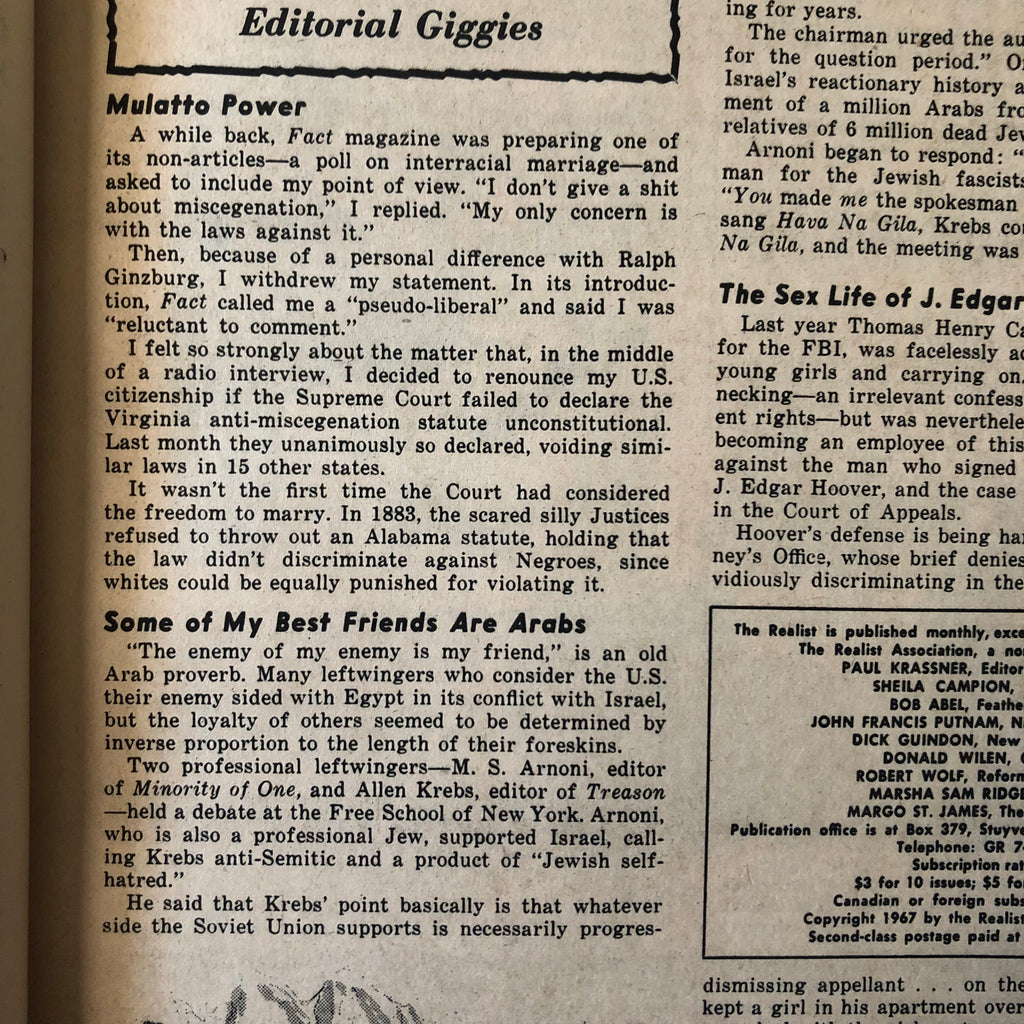 Editorial Giggies
Mulatto Power
A while back, Fact magazine was preparing one of
its non-articles—a poll on interracial marriage—and
asked to include my point of view. "I don't give a shit
about miscegenation," I replied. "My only concern is
with the laws against it."
Then, because of a personal difference with Ralph
Ginzburg, I withdrew my statement. In its introduc-
tion, Fact called me a "pseudo-liberal" and said I was
"reluctant to comment."
I felt so strongly about the matter that, in the middle
of a radio interview, I decided to renounce my U.S.
citizenship if the Supreme Court failed to declare the
Virginia anti-miscegenation statute unconstitutional.
Last month they unanimously so declared, voiding simi-
lar laws in 15 other states.
It wasn't the first time the Court had considered
the freedom to marry. In 1883, the scared silly Justices
refused to throw out an Alabama statute, holding that
the law didn't discriminate against Negroes, since
whites could be equally punished for violating it.
Some of My Best Friends Are Arabs
"The enemy of my enemy is my friend," is an old
Arab proverb. Many leftwingers who consider the U.S.
their enemy sided with Egypt in its conflict with Israel,
but the loyalty of others seemed to be determined by
inverse proportion to the length of their foreskins.
Two professional leftwingers—M. S. Arnoni, editor
of Minority of One, and Allen Krebs, editor of Treason
—held a debate at the Free School of New York. Arnoni,
who is also a professional Jew, supported Israel, call-
ing Krebs anti-Semitic and a product of "Jewish self-
hatred."
He said that Krebs' point basically is that whatever
side the Soviet Union supports is necessarily progres-
ing for years.
The chairman urged the
for the question period."
Israel's reactionary history
ment of a million Arabs
relatives of 6 million dead
Arnoni began to respond:
man for the Jewish fascists
"You made me the spokesman
sang Hava Na Gila, Krebs
Na Gila, and the meeting was
The Sex Life of J. Edgar
Last year Thomas Henry
for the FBI, was facelessly
young girls and carrying on.
necking—an irrelevant
ent rights—but was
becoming an employee of this
against the man who signed
J. Edgar Hoover, and the case
in the Court of Appeals.
Hoover's defense is being
ney's Office, whose brief denies
vidiously discriminating in the
The Realist is published monthly,
The Realist Association, a
PAUL KRASSNER, Editor
SHEILA CAMPION,
BOB ABEL,
JOHN FRANCIS PUTNAM,
DICK GUINDON, New
DONALD WILEN,
ROBERT WOLF,
MARSHA SAM
MARGO ST. JAMES, The
Publication office is at Box 379,
Telephone: GR
Subscription
$3 for 10 issues; $5
Canadian or foreign
Copyright 1967 by the Realist
Second-class postage paid at
dismissing appellant . . . on the
kept a girl in his apartment over